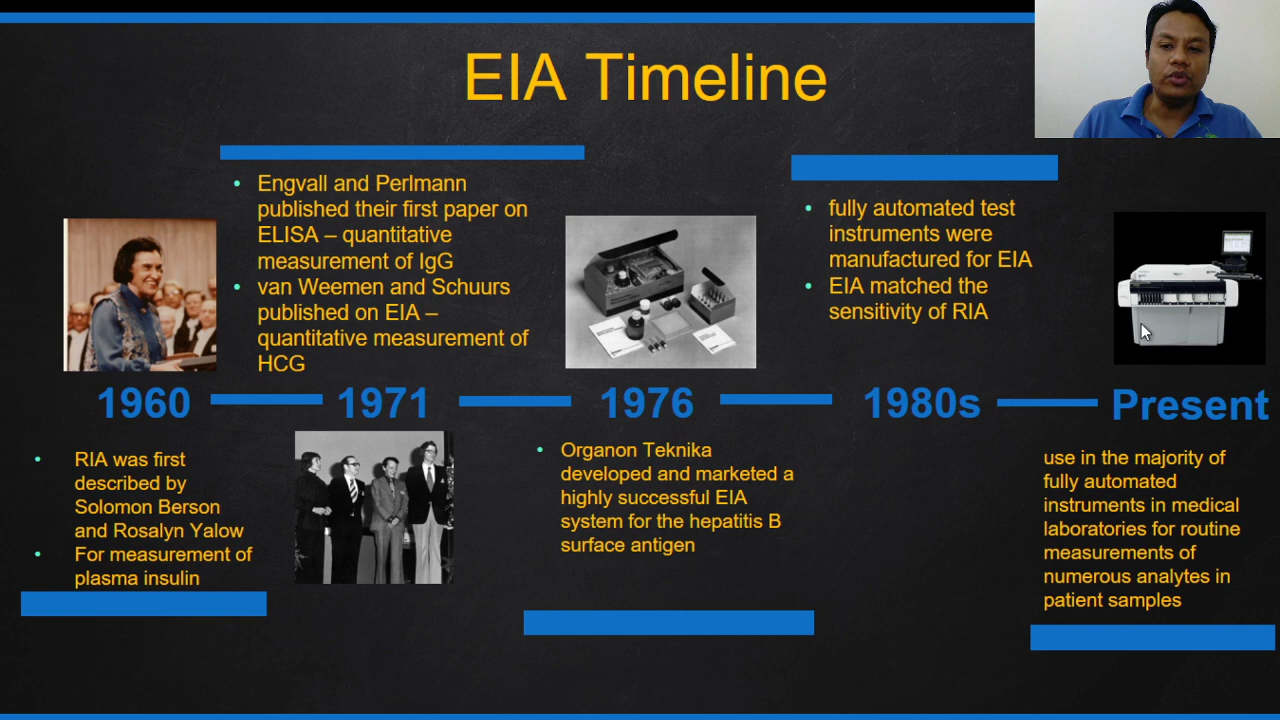 EIA Timeline
• Engvall and Perlmann
published their first paper on
ELISA – quantitative
measurement of IgG
• van Weemen and Schuurs
published on EIA –
quantitative measurement of
HCG
• fully automated test
instruments were
manufactured for EIA
• EIA matched the
sensitivity of RIA
1960
1971
1976
1980s
Present
• RIA was first
described by
Solomon Berson
and Rosalyn Yalow
• For measurement of
plasma insulin
• Organon Teknika
developed and marketed a
highly successful EIA
system for the hepatitis B
surface antigen
use in the majority of
fully automated
instruments in medical
laboratories for routine
measurements of
numerous analytes in
patient samples